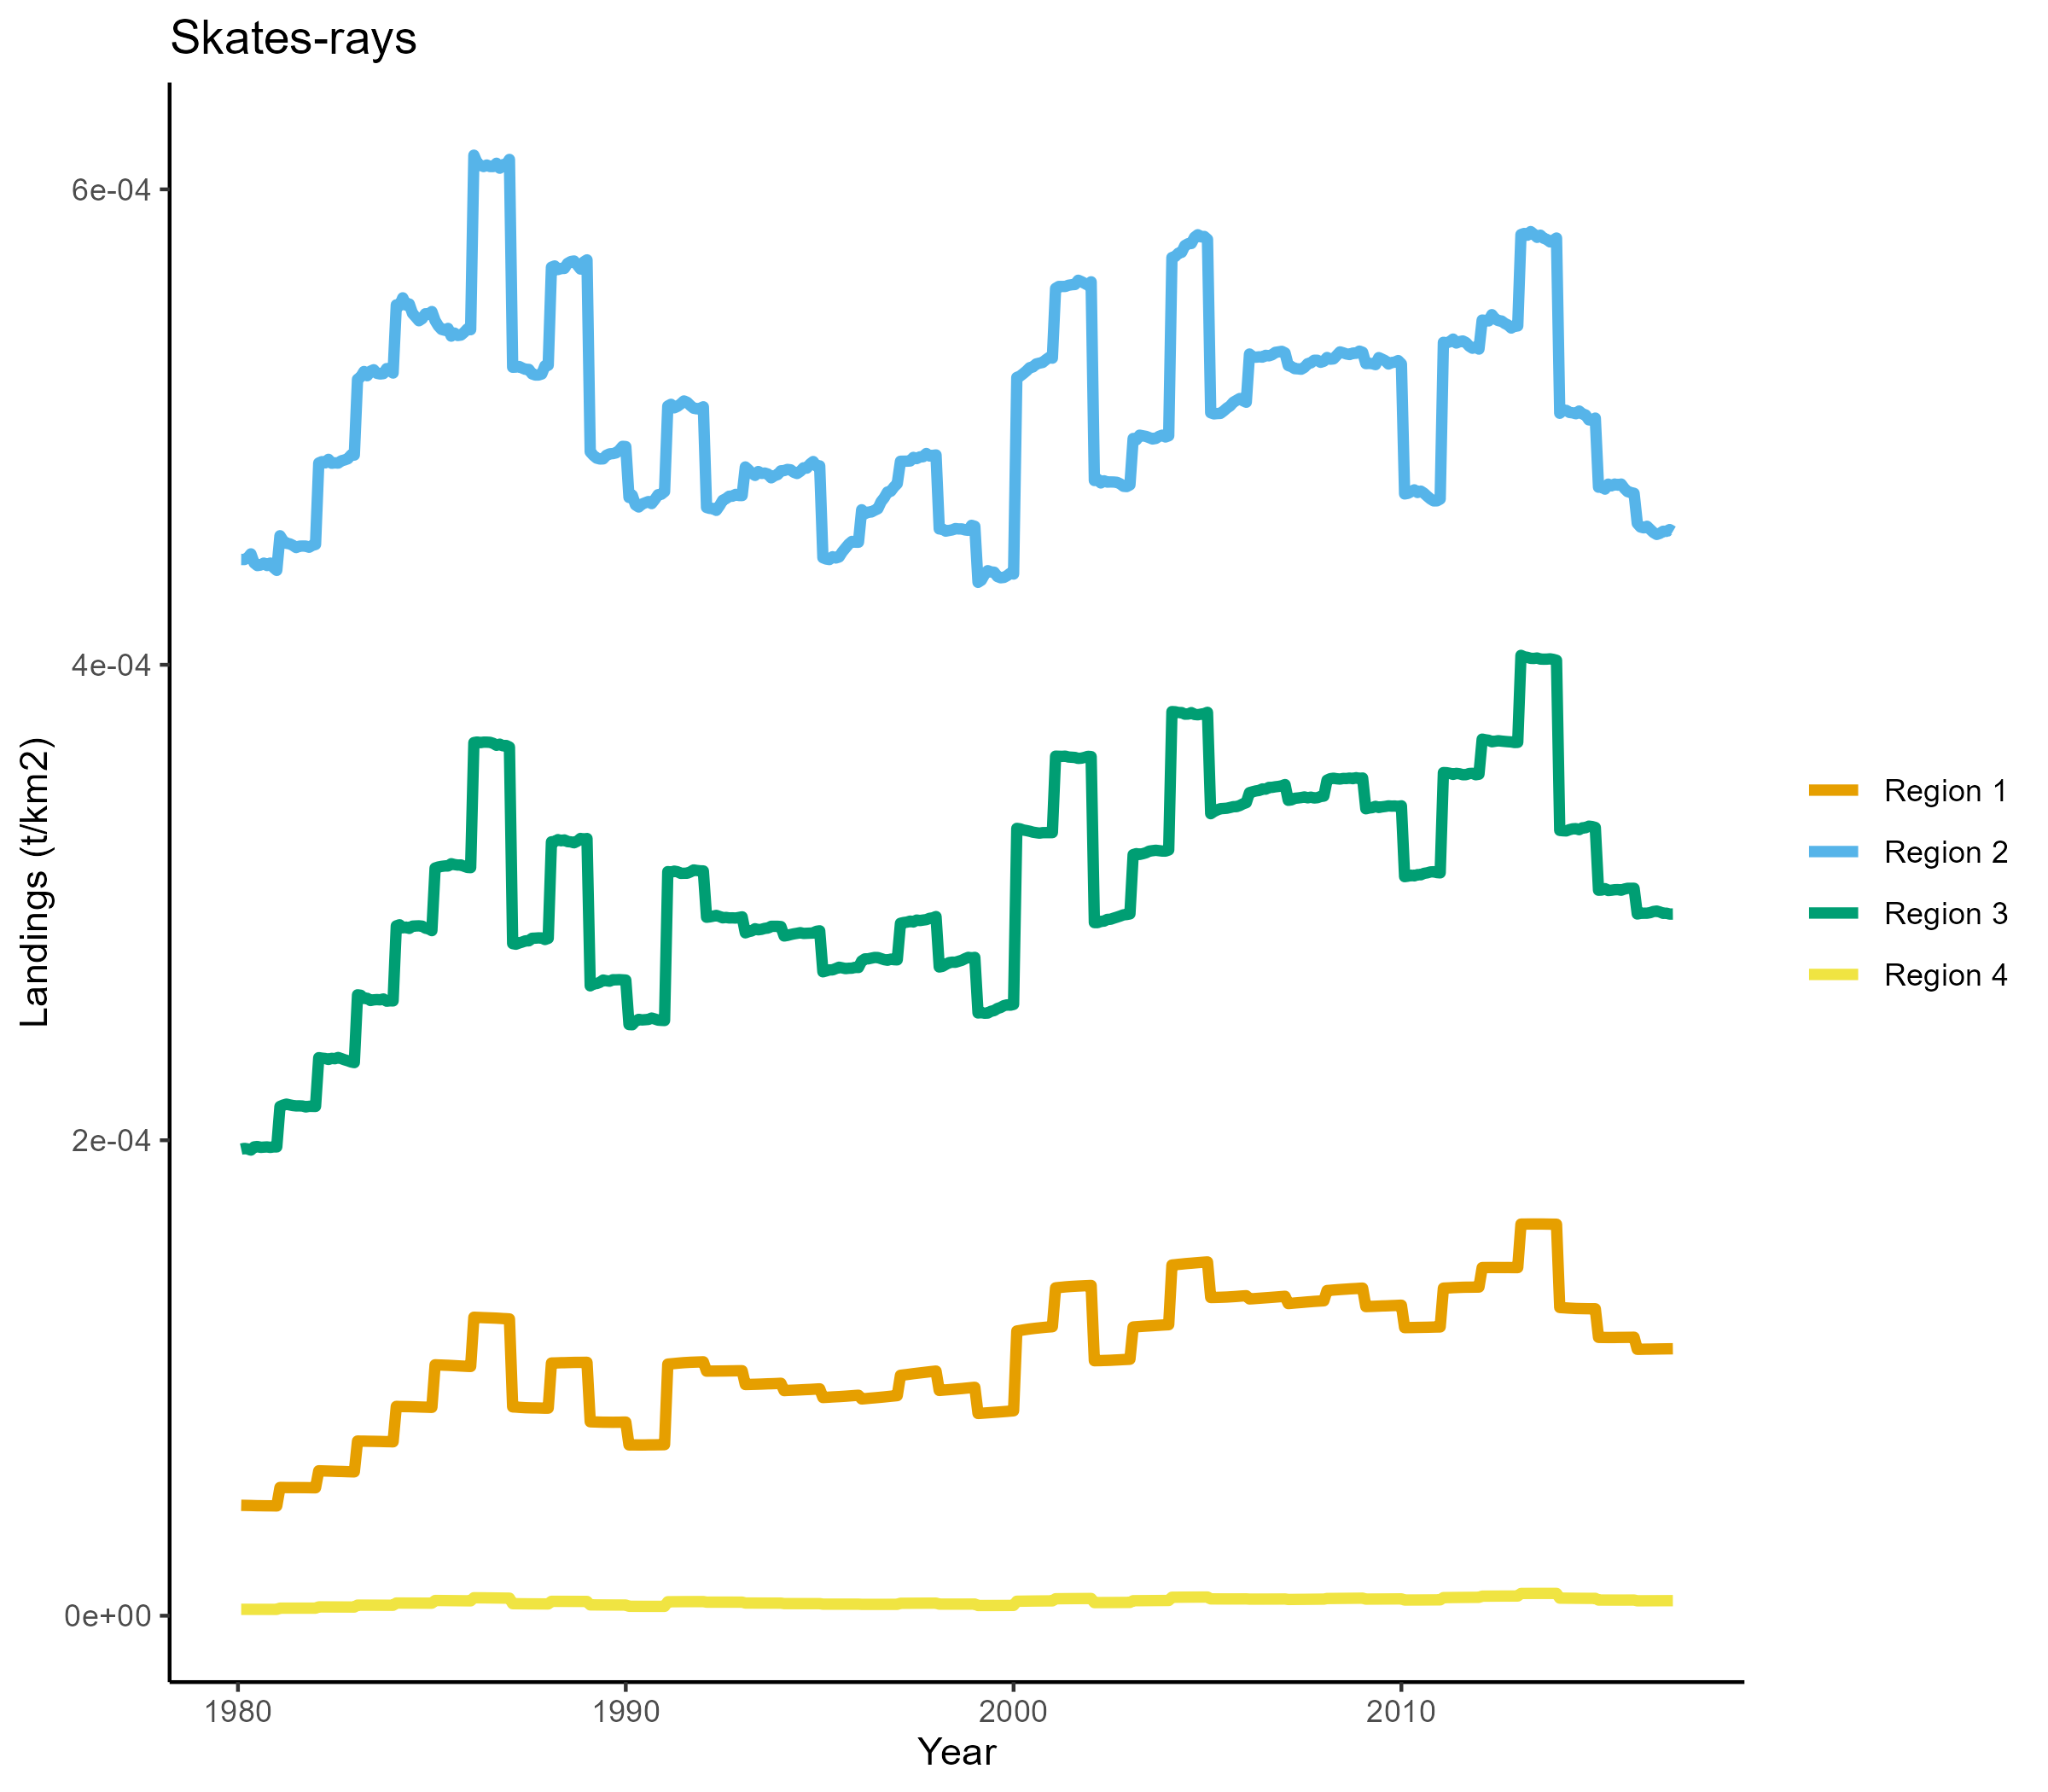 Skates-rays
6e-04
4e-04
2e-04
0e+00
Landings (t/km2)
1980
1990
2000
2010
Year
Region 1
Region 2
Region 3
Region 4